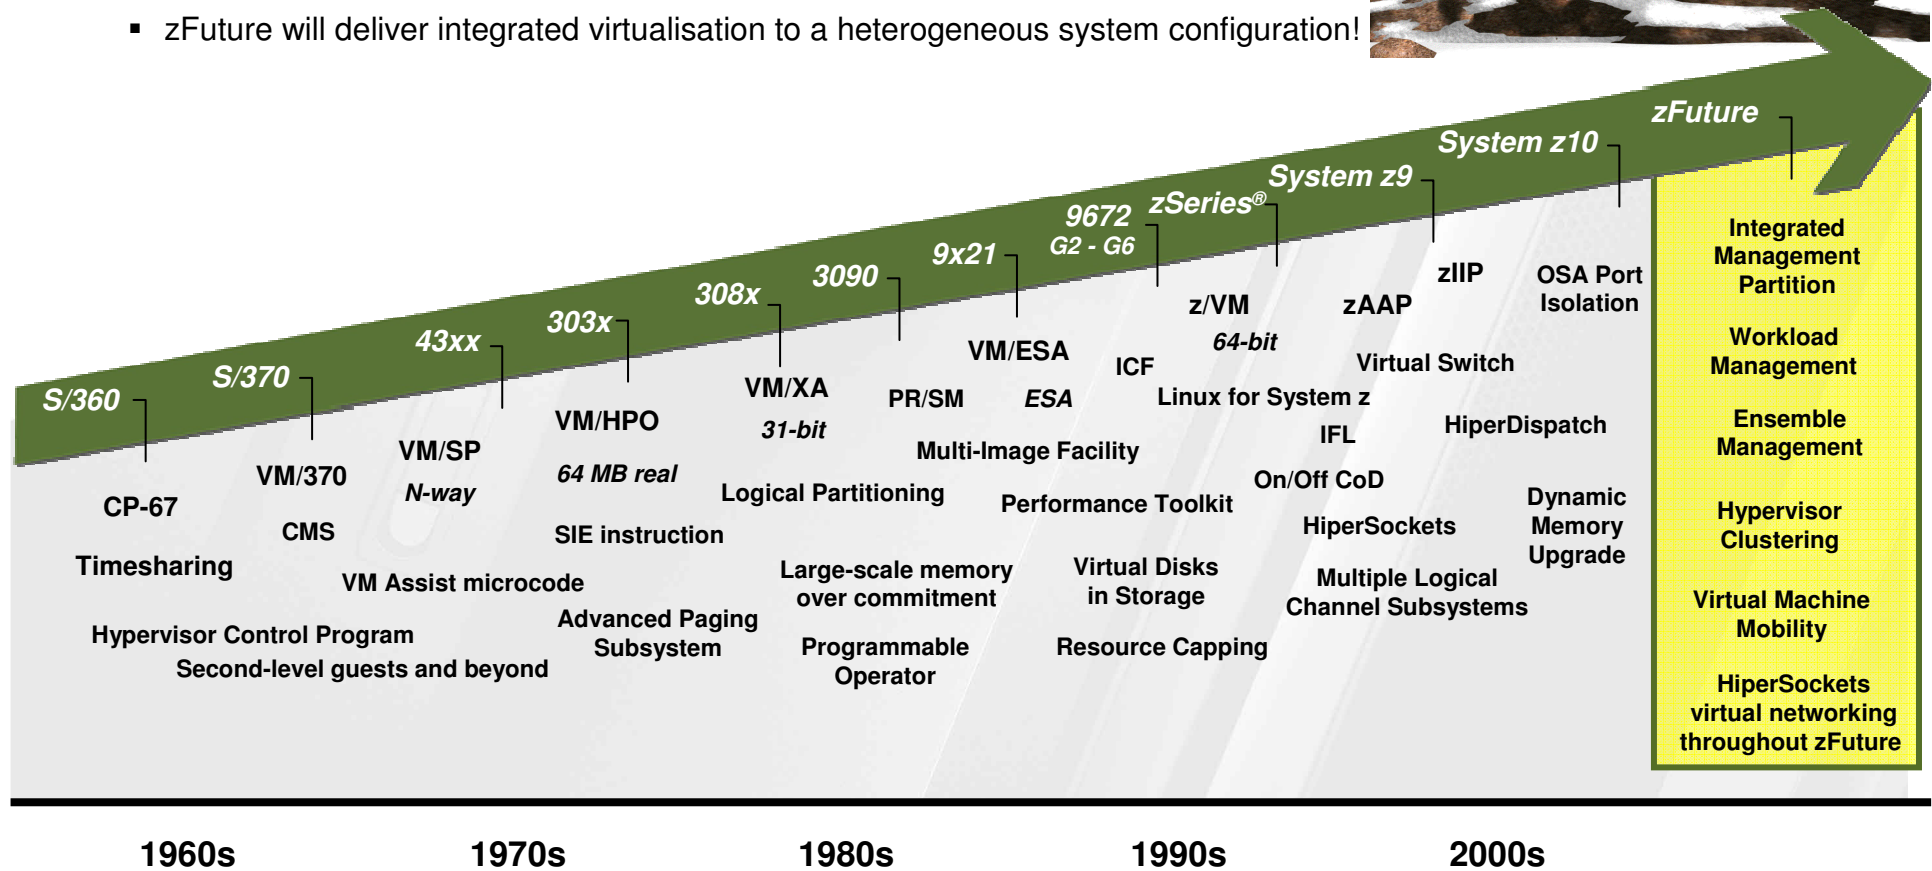 ▪ zFuture will deliver integrated virtualisation to a heterogeneous system configuration!
S/360
S/370
43xx
303x
308x
3090
9x21
9672
G2 - G6
zSeries®
System z9
System z10
zFuture
CP-67
Timesharing
Hypervisor Control Program
Second-level guests and beyond
VM/370
CMS
VM Assist microcode
VM/SP
N-way
VM/HPO
64 MB real
SIE instruction
Advanced Paging
Subsystem
VM/XA
31-bit
Logical Partitioning
Large-scale memory
over commitment
Programmable
Operator
PR/SM
VM/ESA
ESA
Multi-Image Facility
Performance Toolkit
Virtual Disks
in Storage
Resource Capping
ICF
z/VM
64-bit
Linux for System z
IFL
On/Off CoD
HiperSockets
Multiple Logical
Channel Subsystems
zAAP
zIIP
Virtual Switch
HiperDispatch
OSA Port
Isolation
Dynamic
Memory
Upgrade
Integrated
Management
Partition
Workload
Management
Ensemble
Management
Hypervisor
Clustering
Virtual Machine
Mobility
HiperSockets
virtual networking
throughout zFuture
1960s
1970s
1980s
1990s
2000s